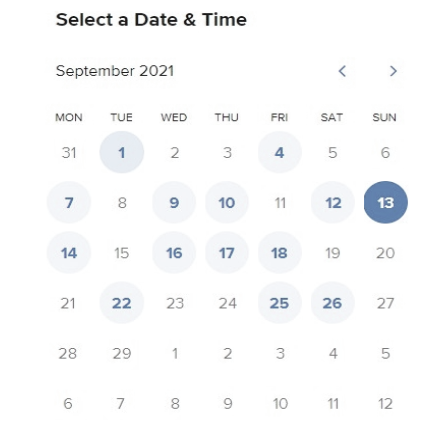 Select a Date & Time
September 2021 < >
MON TUE WED THU FRI SAT SUN
31 1 2 3 4 5 6
7 8 9 10 11 12 13
14 15 16 17 18 19 20
21 22 23 24 25 26 27
28 29 1 2 3 4 5
6 7 8 9 10 11 12